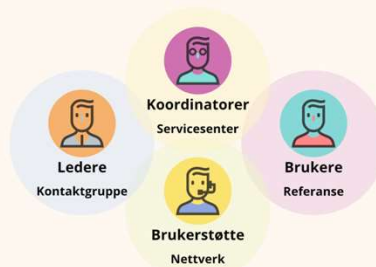 Koordinatorer
Servicesenter
Ledere
Kontaktgruppe
Brukere
Referanse
Brukerstøtte
Nettverk